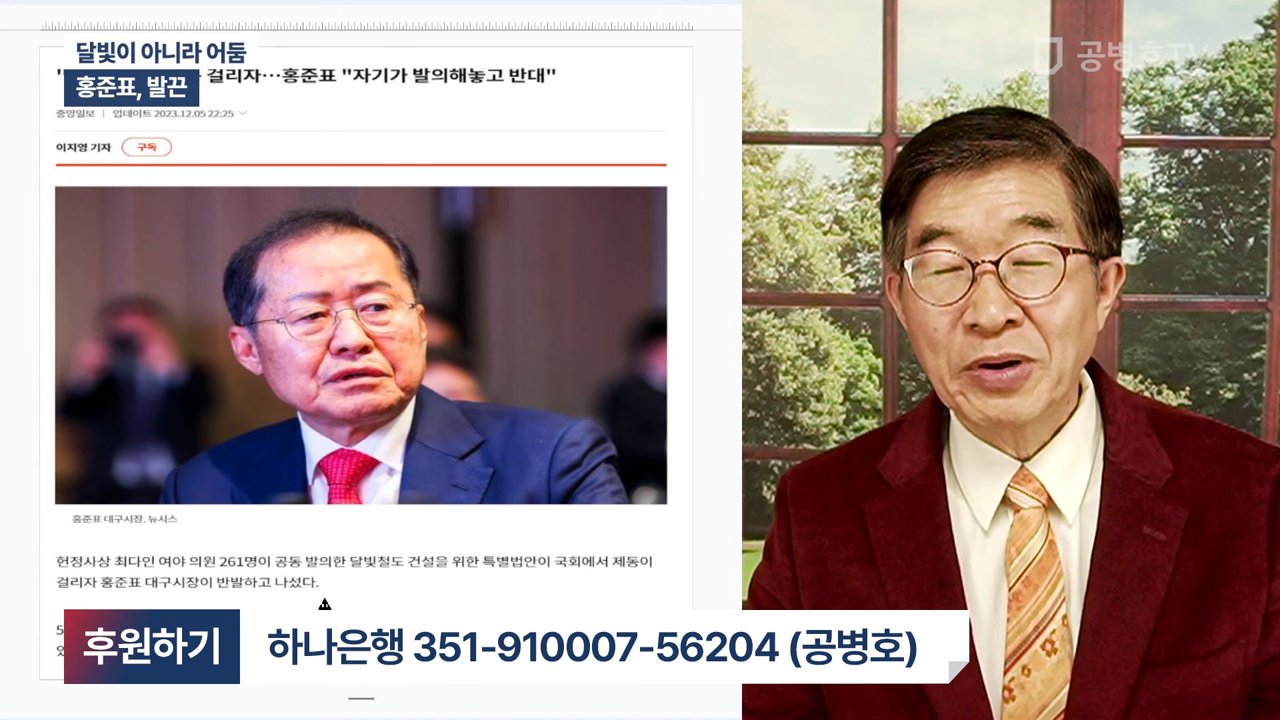 달빛이 아니라 어둠
홍준표, 발끈
걸리자…홍준표 "자기가 발의해놓고 반대"
중앙일보 | 업데이트 2023.12.05 22:25
이지영 기자 구독
공병호TV
홍준표 대구시장. 뉴시스
헌정사상 최다인 여야 의원 261명이 공동 발의한 달빛철도 건설을 위한 특별법안이 국회에서 제동이
걸리자 홍준표 대구시장이 반발하고 나섰다.
후원하기 하나은행 351-910007-56204 (공병호)